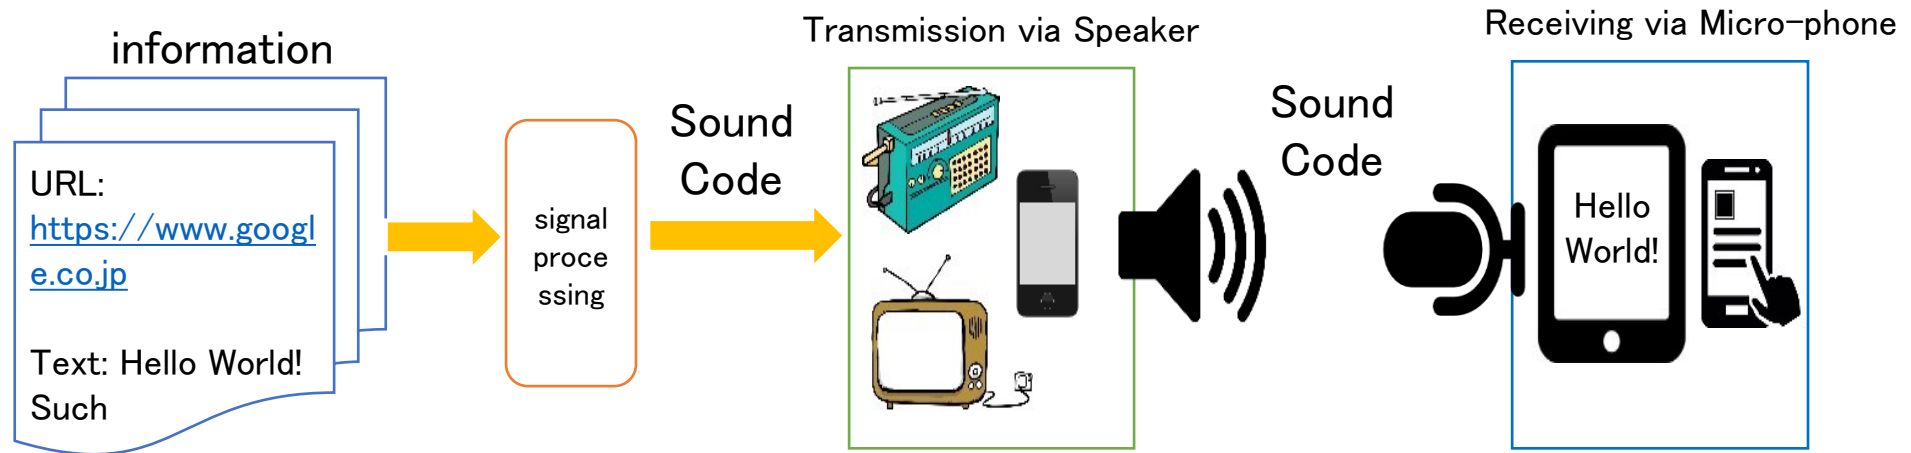 information
URL:
https://www.googl
e.co.jp
Text: Hello World!
Such
signal
proce
ssing
Sound
Code
Transmission via Speaker
Sound
Code
Receiving via Micro-phone
Hello
World!